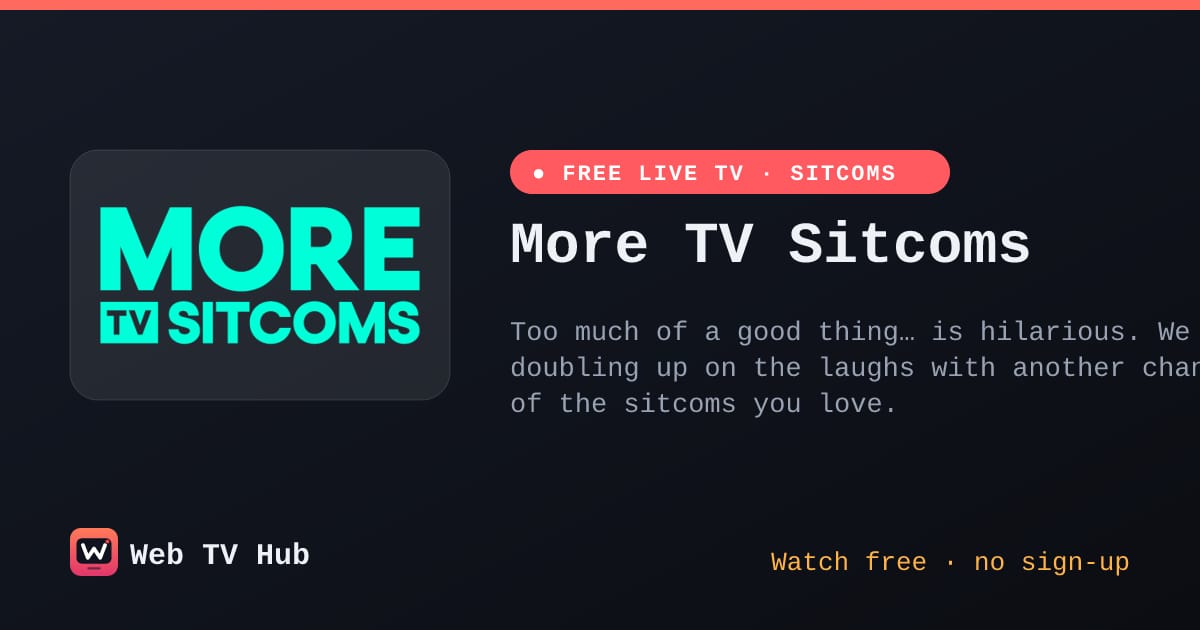 MORE
TV SITCOMS
• FREE LIVE TV · SITCOMS
More TV Sitcoms
Too much of a good thing… is hilarious. We
doubling up on the laughs with another
of the sitcoms you love.
W
Web TV Hub
Watch free · no sign-up